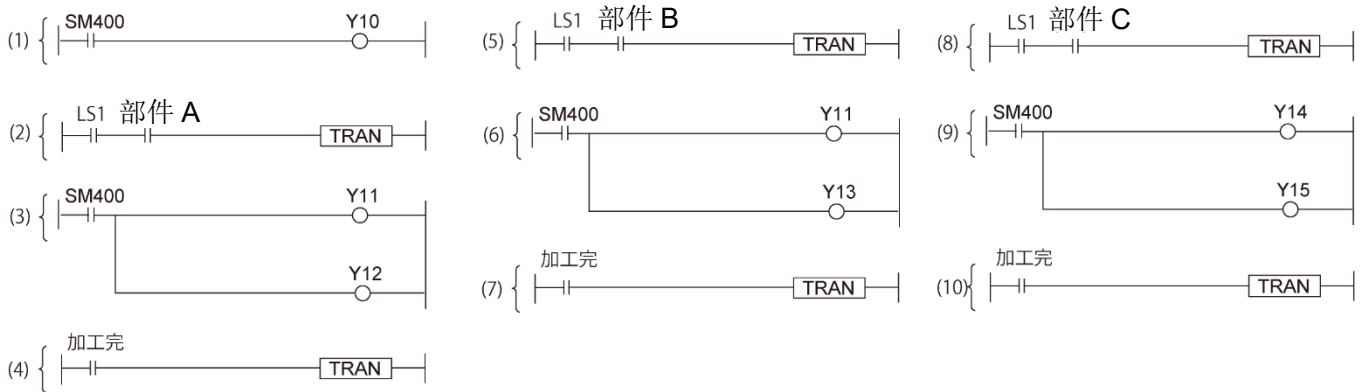 (1) SM400 Y10
(2) LS1 部件 A TRAN
(3) SM400 Y11
Y12
(4) 加工完 TRAN
(5) LS1 部件 B TRAN
(6) SM400 Y11
Y13
(7) 加工完 TRAN
(8) LS1 部件 C TRAN
(9) SM400 Y14
Y15
(10) 加工完 TRAN